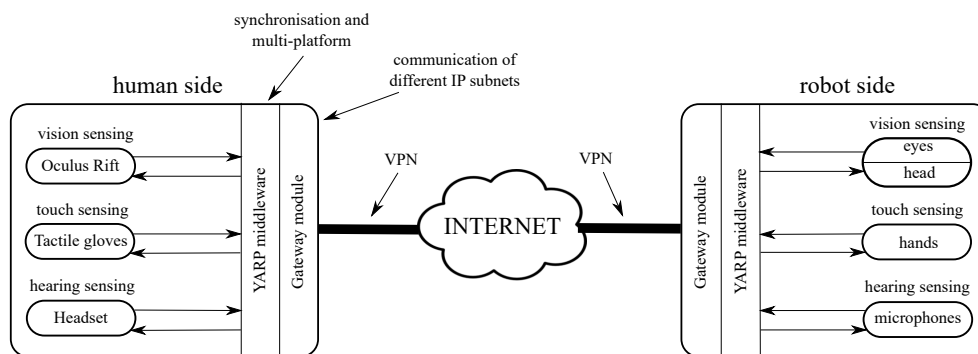 synchronisation and
multi-platform
communication of
different IP subnets
human side
vision sensing
Oculus Rift
touch sensing
Tactile gloves
hearing sensing
Headset
YARP middleware
Gateway module
VPN
INTERNET
VPN
robot side
Gateway module
YARP middleware
vision sensing
eyes
head
touch sensing
hands
hearing sensing
microphones